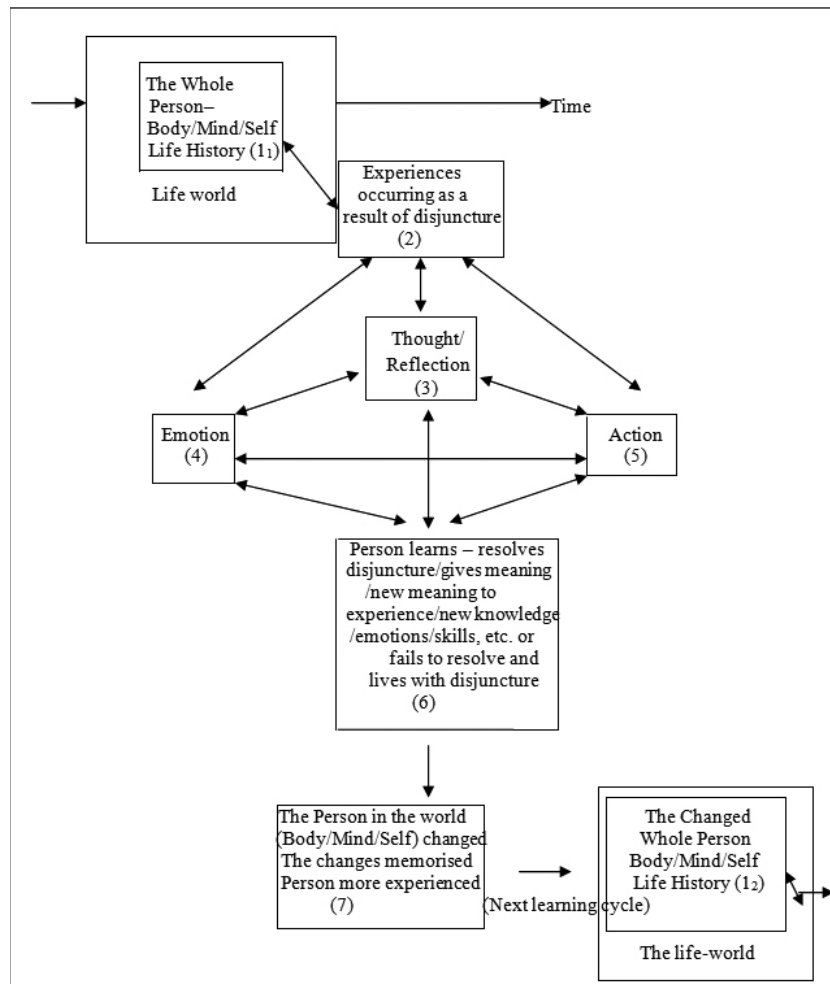 The Whole
Person–
Body/Mind/Self
Life History (1₁)
Life world
Time
Experiences
occurring as a
result of disjuncture
(2)
Thought/
Reflection
(3)
Emotion
(4)
Action
(5)
Person learns – resolves
disjuncture/gives meaning
/new meaning to
experience/new knowledge
/emotions/skills, etc. or
fails to resolve and
lives with disjuncture
(6)
The Person in the world
(Body/Mind/Self) changed
The changes memorised
Person more experienced
(7)
(Next learning cycle)
The Changed
Whole Person
Body/Mind/Self
Life History (1₂)
The life-world